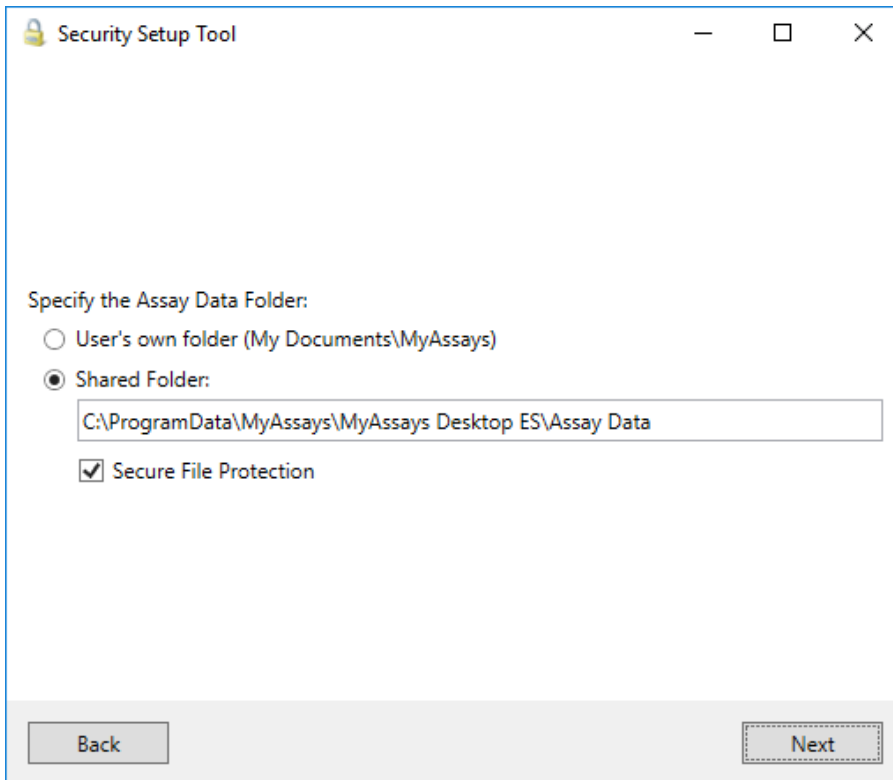 Security Setup Tool
Specify the Assay Data Folder:
User's own folder (My Documents\MyAssays)
Shared Folder:
C:\ProgramData\MyAssays\MyAssays Desktop ES\Assay Data
Secure File Protection
Back Next